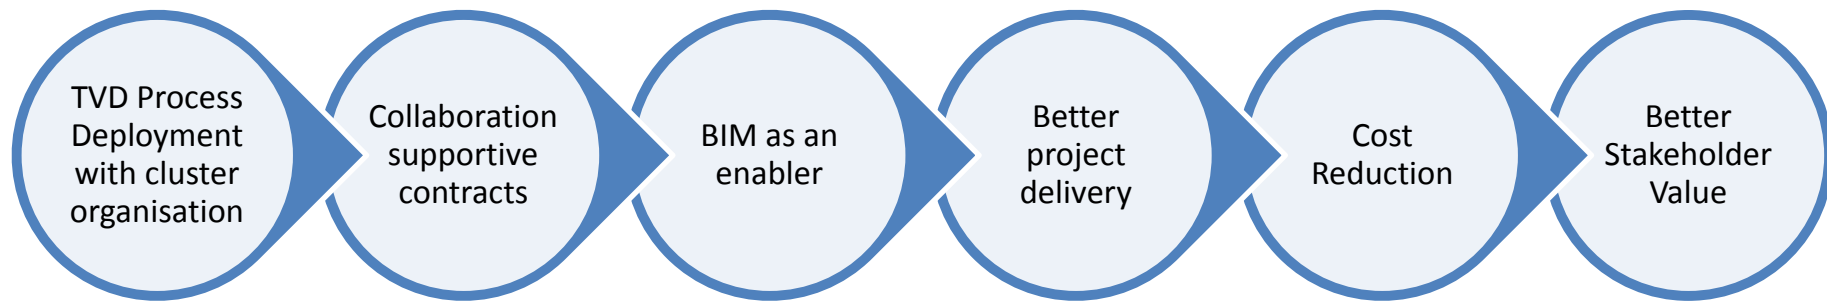 TVD Process
Deployment
with cluster
organisation
Collaboration
supportive
contracts
BIM as an
enabler
Better
project
delivery
Cost
Reduction
Better
Stakeholder
Value